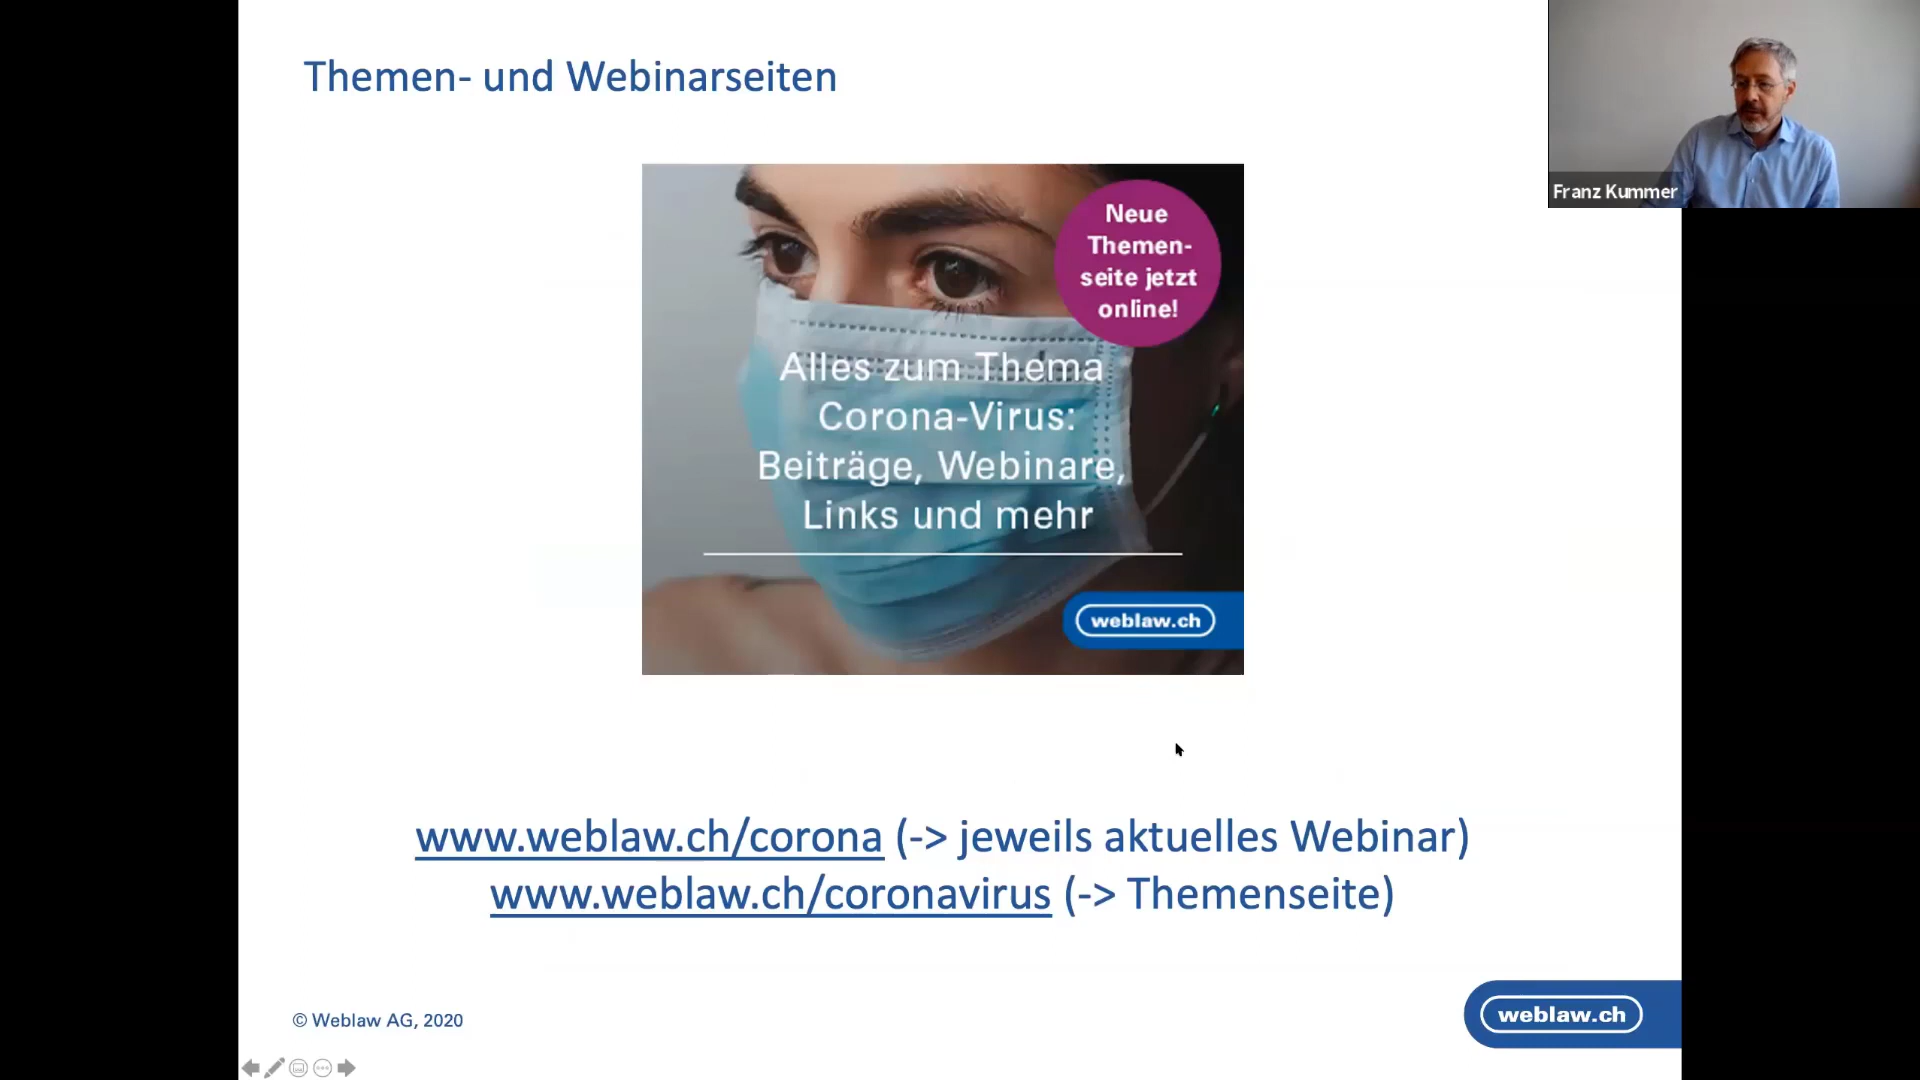 Themen- und Webinarseiten
Franz Kummer
Neue
Themen-
seite jetzt
online!
Alles zum Thema
Corona-Virus:
Beiträge, Webinare,
Links und mehr
weblaw.ch
www.weblaw.ch/corona (-> jeweils aktuelles Webinar)
www.weblaw.ch/coronavirus (-> Themenseite)
© Weblaw AG, 2020
weblaw.ch